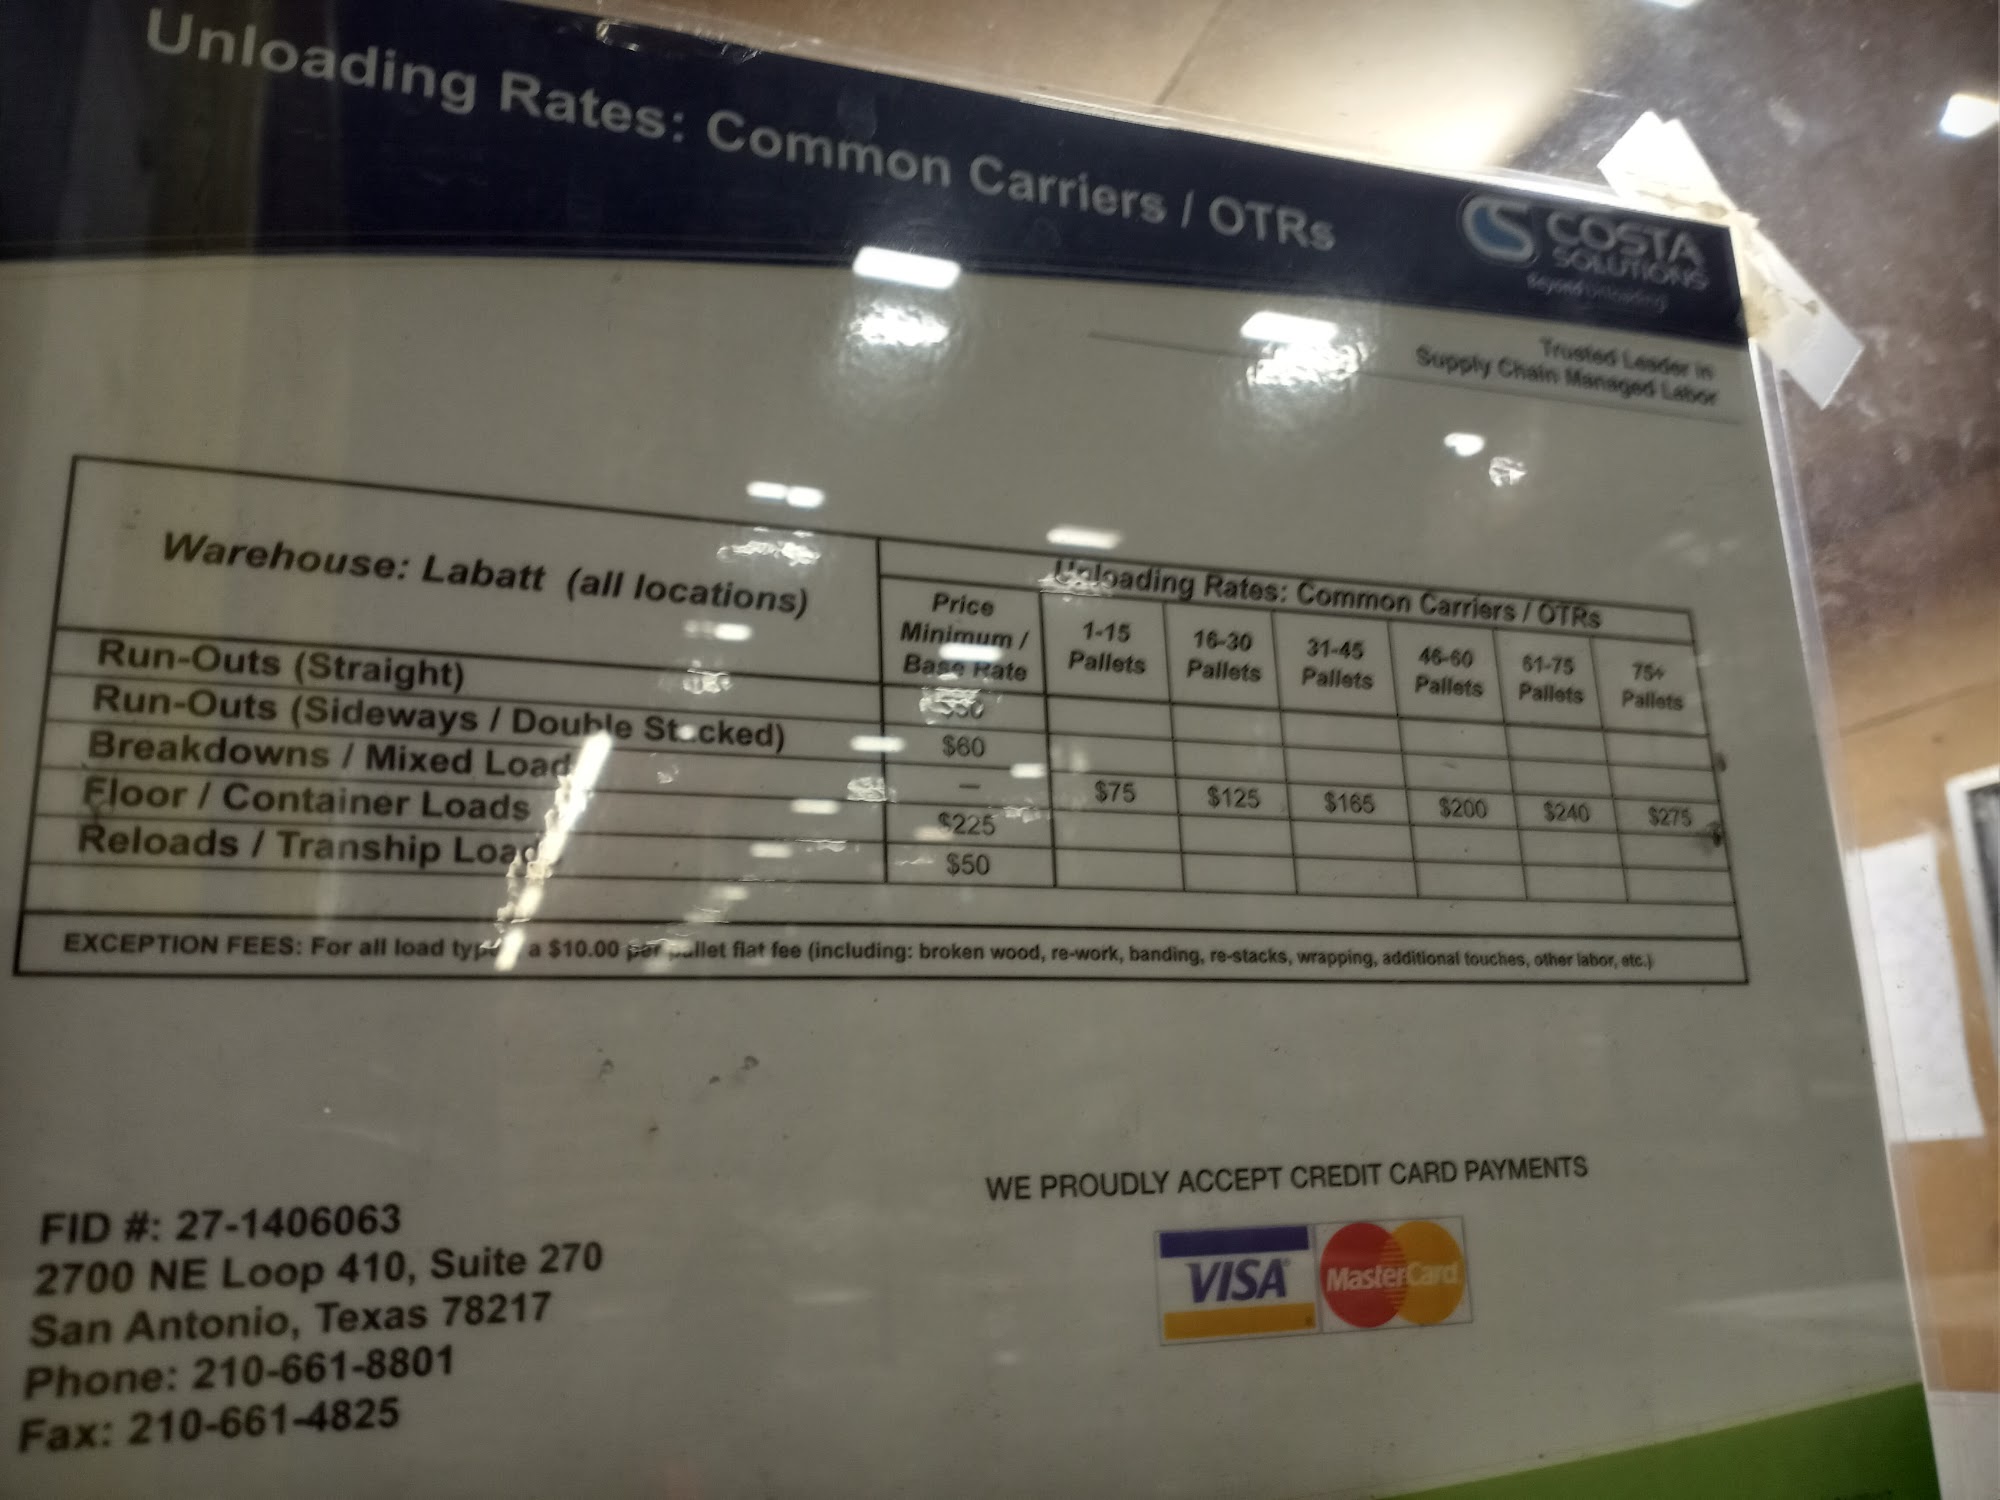 Unloading Rates: Common Carriers / OTRs
COSTA
SOLUTIONS
Beyond Unloading
Trusted Leader in
Supply Chain Managed Labor
Warehouse: Labatt (all locations)
Unloading Rates: Common Carriers / OTRs
Price Minimum / Base Rate
1-15 Pallets
16-30 Pallets
31-45 Pallets
46-60 Pallets
61-75 Pallets
75+ Pallets
Run-Outs (Straight)
Run-Outs (Sideways / Double Stacked) $60
Breakdowns / Mixed Load — $75 $125 $165 $200 $240 $275
Floor / Container Loads $225
Reloads / Tranship Load $50
EXCEPTION FEES: For all load a $10.00 per pallet flat fee (including: broken wood, re-work, banding, re-stacks, wrapping, additional touches, other labor, etc.)
WE PROUDLY ACCEPT CREDIT CARD PAYMENTS
VISA MasterCard
FID #: 27-1406063
2700 NE Loop 410, Suite 270
San Antonio, Texas 78217
Phone: 210-661-8801
Fax: 210-661-4825